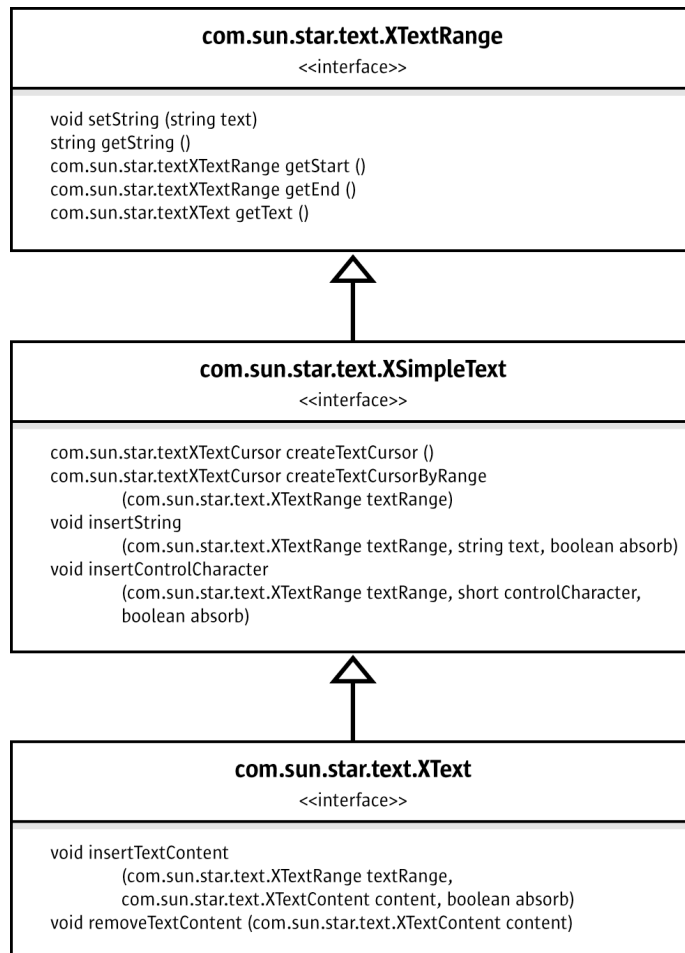 com.sun.star.text.XTextRange
<<interface>>
void setString (string text)
string getString ()
com.sun.star.textXTextRange getStart ()
com.sun.star.textXTextRange getEnd ()
com.sun.star.textXText getText ()
com.sun.star.text.XSimpleText
<<interface>>
com.sun.star.textXTextCursor createTextCursor ()
com.sun.star.textXTextCursor createTextCursorByRange
(com.sun.star.text.XTextRange textRange)
void insertString
(com.sun.star.text.XTextRange textRange, string text, boolean absorb)
void insertControlCharacter
(com.sun.star.text.XTextRange textRange, short controlCharacter,
boolean absorb)
com.sun.star.text.XText
<<interface>>
void insertTextContent
(com.sun.star.text.XTextRange textRange,
com.sun.star.text.XTextContent content, boolean absorb)
void removeTextContent (com.sun.star.text.XTextContent content)